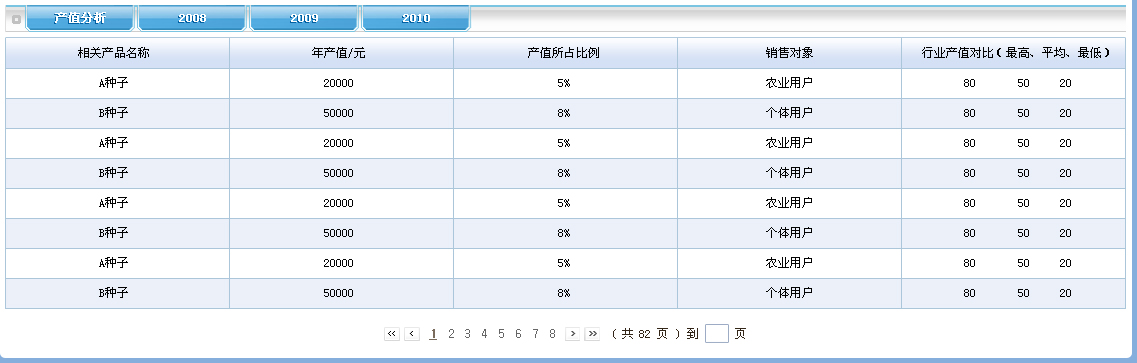 产值分析 2008 2009 2010
相关产品名称 年产值/元 产值所占比例 销售对象 行业产值对比(最高、平均、最低)
A种子 20000 5% 农业用户 80 50 20
B种子 50000 8% 个体用户 80 50 20
A种子 20000 5% 农业用户 80 50 20
B种子 50000 8% 个体用户 80 50 20
A种子 20000 5% 农业用户 80 50 20
B种子 50000 8% 个体用户 80 50 20
A种子 20000 5% 农业用户 80 50 20
B种子 50000 8% 个体用户 80 50 20
« ‹ 1 2 3 4 5 6 7 8 › » (共 82 页)到 页